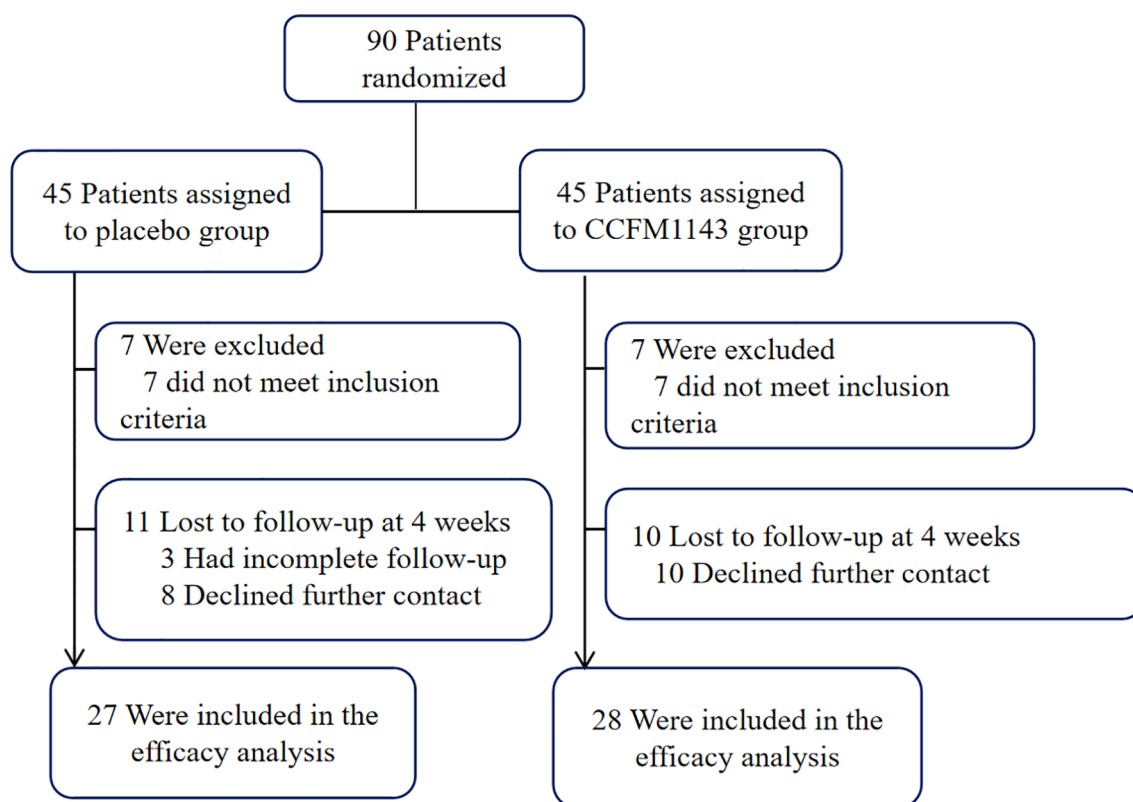 90 Patients
randomized
45 Patients assigned
to placebo group
45 Patients assigned
to CCFM1143 group
7 Were excluded
7 did not meet inclusion
criteria
7 Were excluded
7 did not meet inclusion
criteria
11 Lost to follow-up at 4 weeks
3 Had incomplete follow-up
8 Declined further contact
10 Lost to follow-up at 4 weeks
10 Declined further contact
27 Were included in the
efficacy analysis
28 Were included in the
efficacy analysis